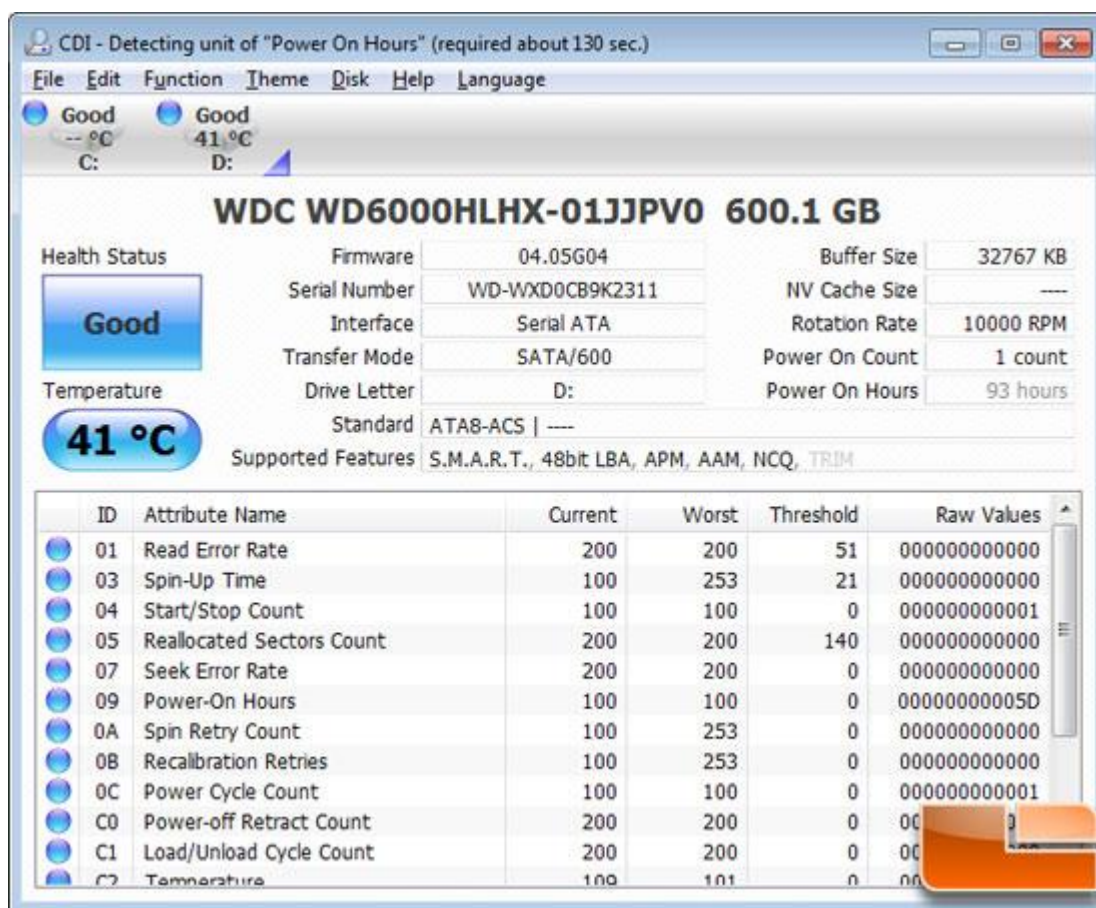 CDI - Detecting unit of "Power On Hours" (required about 130 sec.)
File Edit Function Theme Disk Help Language
Good Good
-- °C 41 °C
C: D:
WDC WD6000HLHX-01JJPV0 600.1 GB
Health Status Firmware 04.05G04 Buffer Size 32767 KB
Good Serial Number WD-WXD0CB9K2311 NV Cache Size ----
Interface Serial ATA Rotation Rate 10000 RPM
Transfer Mode SATA/600 Power On Count 1 count
Temperature Drive Letter D: Power On Hours 93 hours
41 °C Standard ATA8-ACS | ----
Supported Features S.M.A.R.T., 48bit LBA, APM, AAM, NCQ, TRIM
ID Attribute Name Current Worst Threshold Raw Values
01 Read Error Rate 200 200 51 000000000000
03 Spin-Up Time 100 253 21 000000000000
04 Start/Stop Count 100 100 0 000000000001
05 Reallocated Sectors Count 200 200 140 000000000000
07 Seek Error Rate 200 200 0 000000000000
09 Power-On Hours 100 100 0 00000000005D
0A Spin Retry Count 100 253 0 000000000000
0B Recalibration Retries 100 253 0 000000000000
0C Power Cycle Count 100 100 0 000000000001
C0 Power-off Retract Count 200 200 0
C1 Load/Unload Cycle Count 200 200 0
C2 Temperature 109 101 0